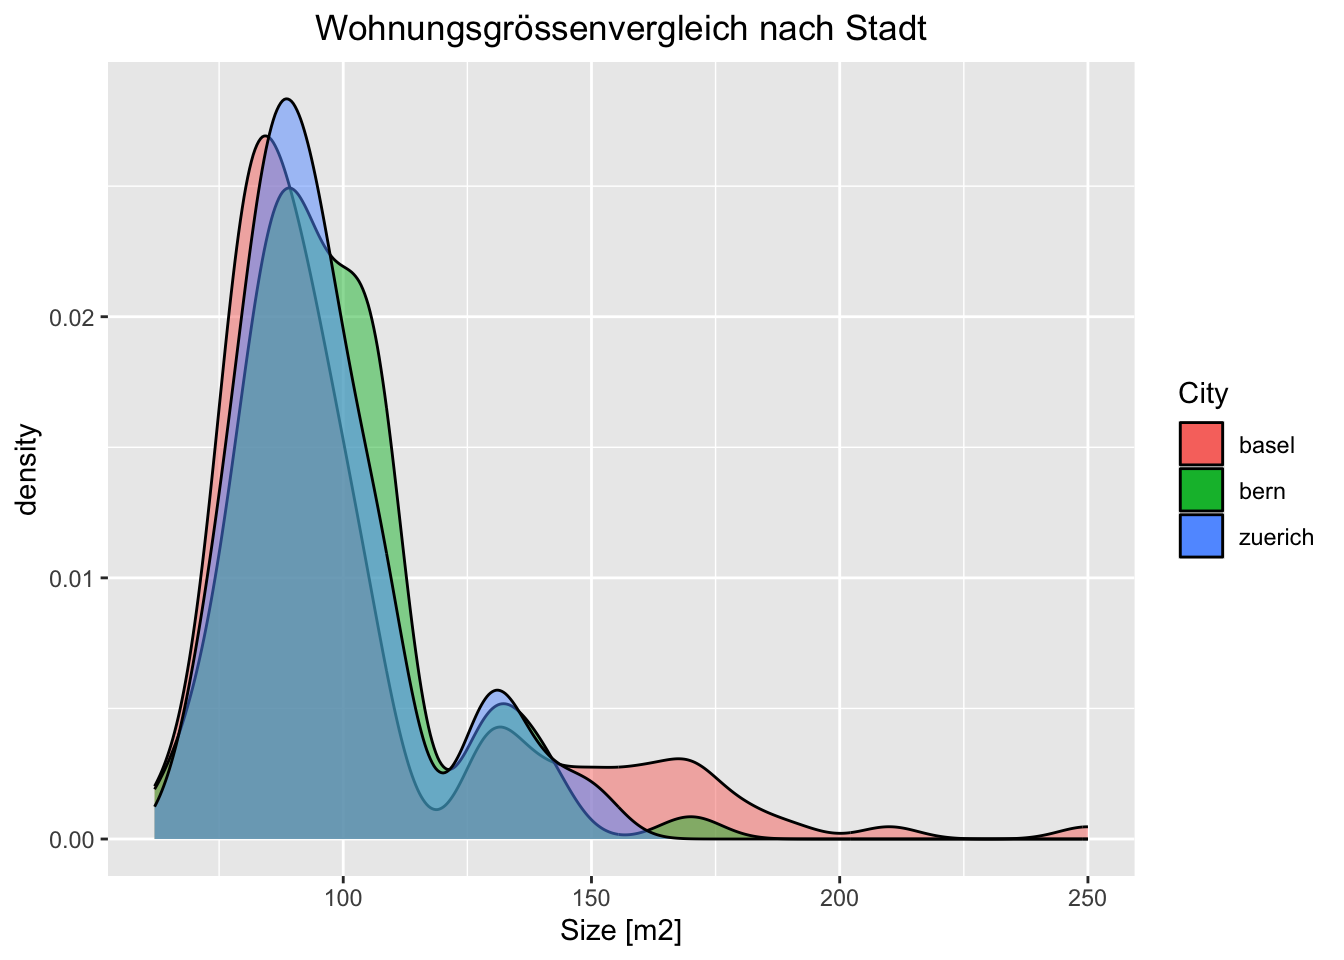 Wohnungsgrössenvergleich nach Stadt
density
0.02
0.01
0.00
100 150 200 250
Size [m2]
City
basel
bern
zuerich